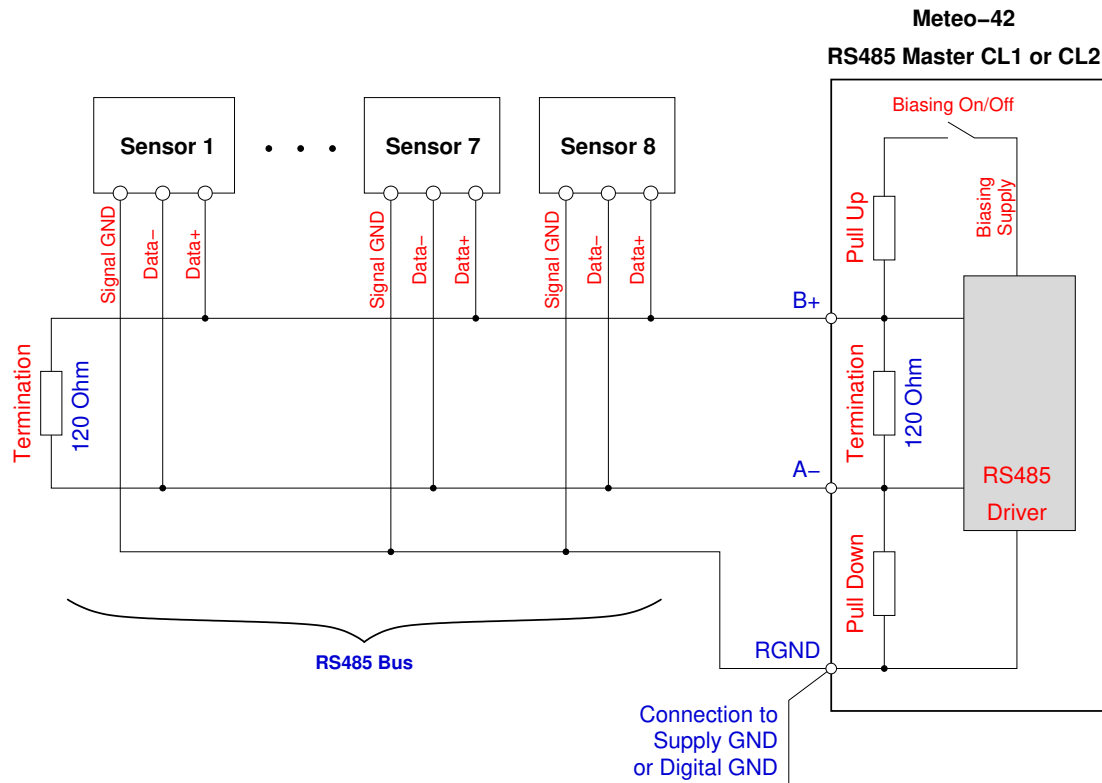 Meteo−42
RS485 Master CL1 or CL2
Biasing On/Off
Sensor 1
• • •
Sensor 7
Sensor 8
Signal GND
Data−
Data+
Signal GND
Data−
Data+
Signal GND
Data−
Data+
Pull Up
Biasing
Supply
B+
Termination
120 Ohm
Termination
120 Ohm
A−
RS485
Driver
Pull Down
RS485 Bus
RGND
Connection to
Supply GND
or Digital GND